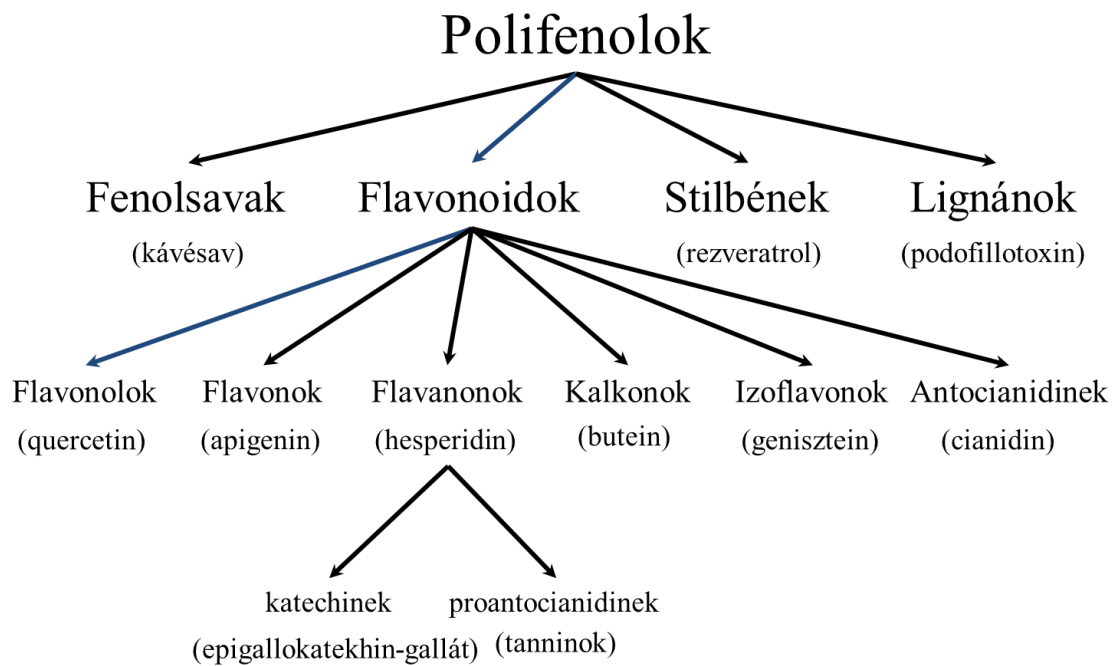 Polifenolok
Fenolsavak Flavonoidok Stilbének Lignánok
(kávésav) (rezveratrol) (podofillotoxin)
Flavonolok Flavonok Flavanonok Kalkonok Izoflavonok Antocianidinek
(quercetin) (apigenin) (hesperidin) (butein) (genisztein) (cianidin)
katechinek proantocianidinek
(epigallokatekhin-gallát) (tanninok)